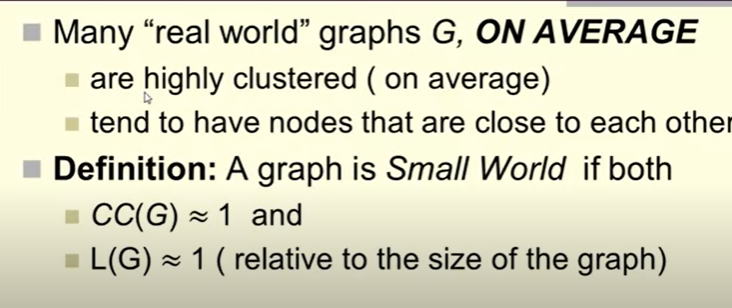 Many “real world” graphs G, ON AVERAGE
are highly clustered ( on average)
tend to have nodes that are close to each other
Definition: A graph is Small World if both
CC(G) ≈ 1 and
L(G) ≈ 1 ( relative to the size of the graph)